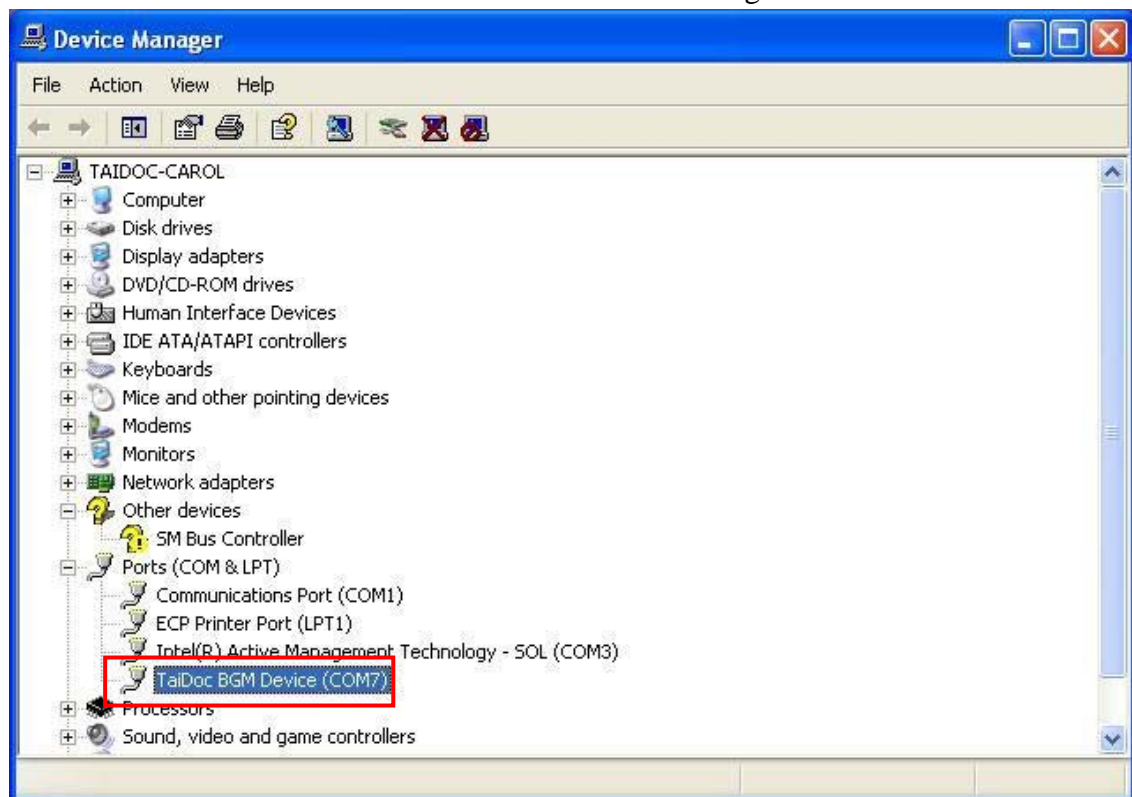 Device Manager
File Action View Help
TAIDOC-CAROL
Computer
Disk drives
Display adapters
DVD/CD-ROM drives
Human Interface Devices
IDE ATA/ATAPI controllers
Keyboards
Mice and other pointing devices
Modems
Monitors
Network adapters
Other devices
SM Bus Controller
Ports (COM & LPT)
Communications Port (COM1)
ECP Printer Port (LPT1)
Intel(R) Active Management Technology - SOL (COM3)
TaiDoc BGM Device (COM7)
Processors
Sound, video and game controllers